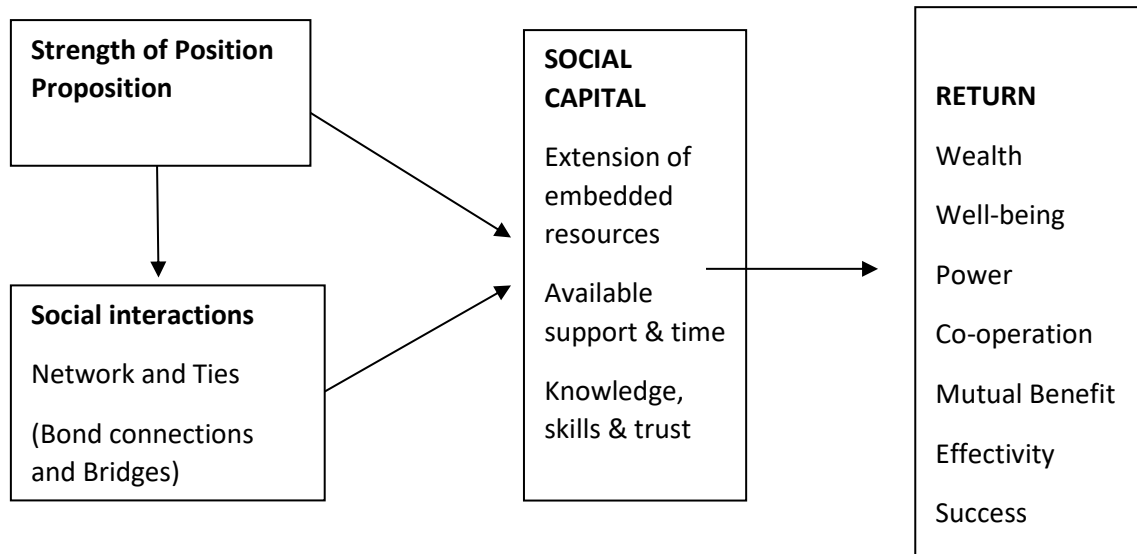 Strength of Position
Proposition
Social interactions
Network and Ties
(Bond connections
and Bridges)
SOCIAL
CAPITAL
Extension of
embedded
resources
Available
support & time
Knowledge,
skills & trust
RETURN
Wealth
Well-being
Power
Co-operation
Mutual Benefit
Effectivity
Success